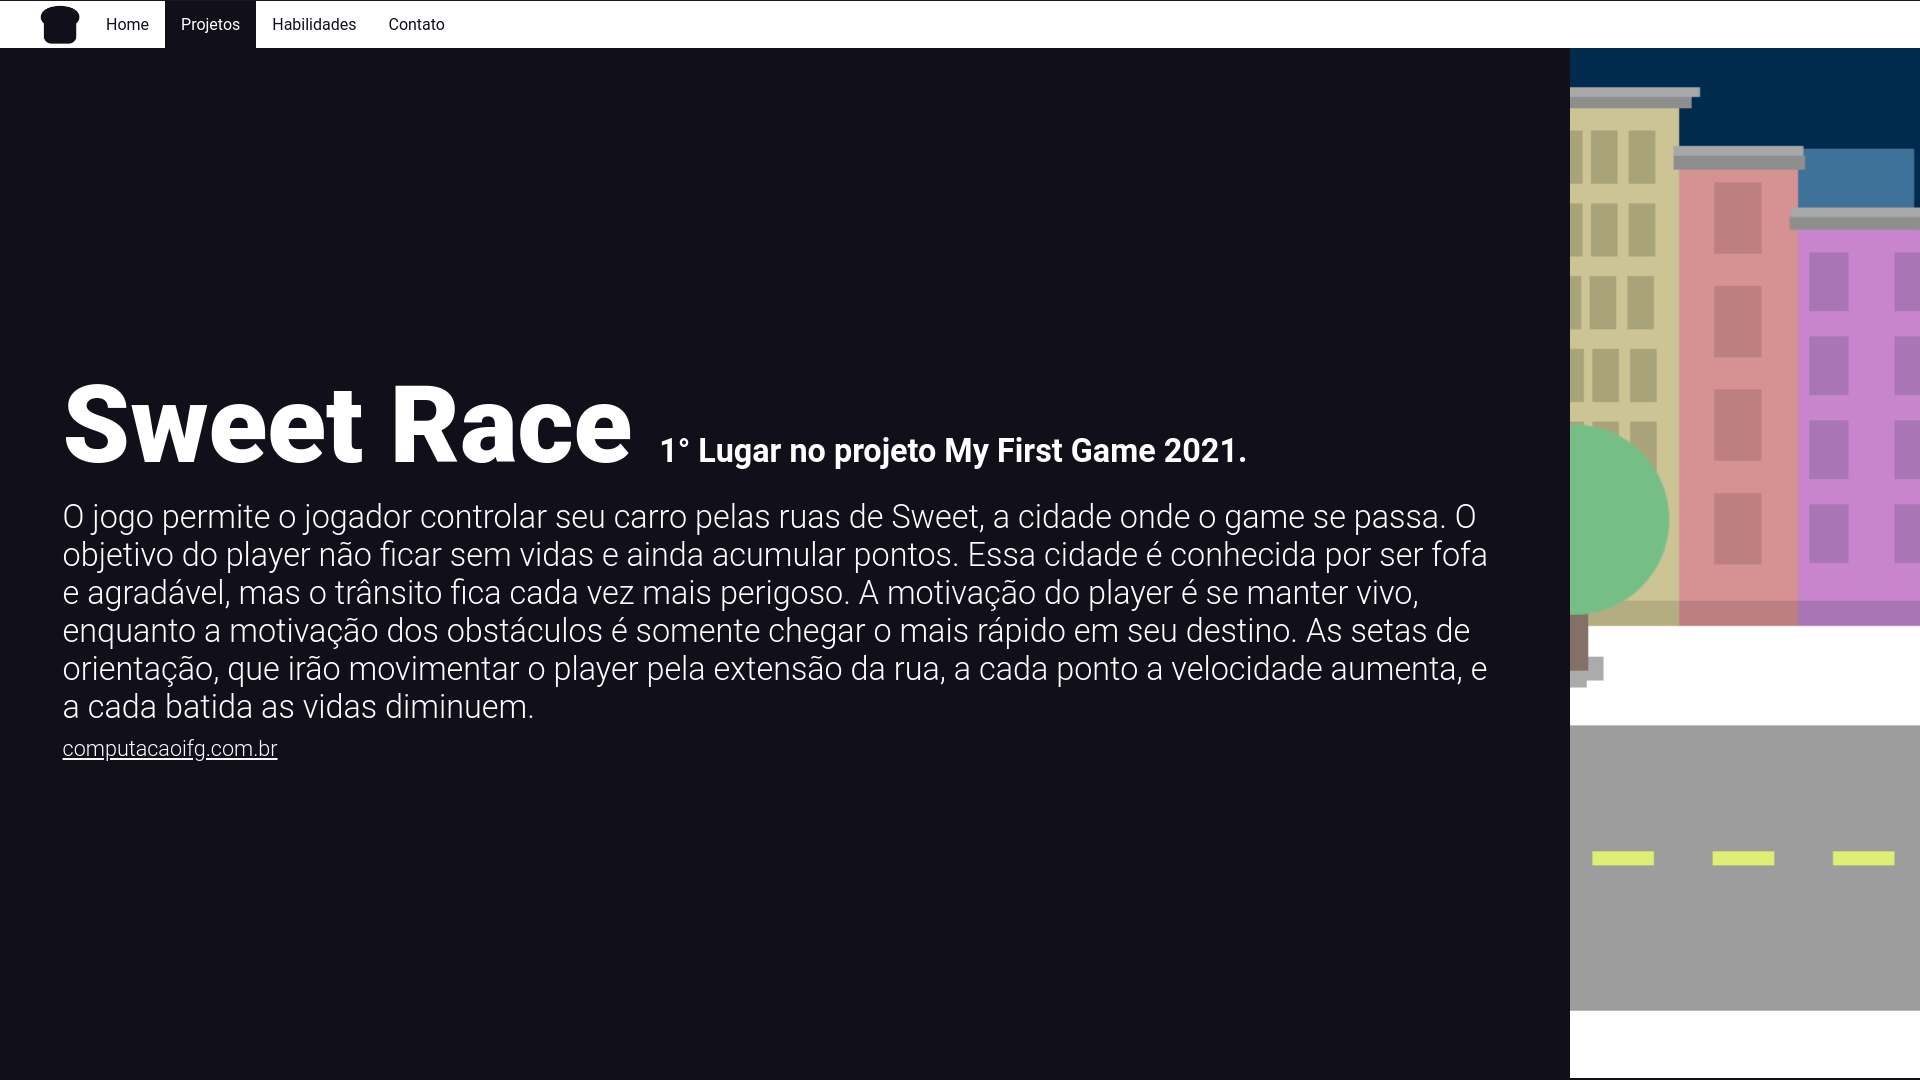 Home Projetos Habilidades Contato
Sweet Race 1° Lugar no projeto My First Game 2021.
O jogo permite o jogador controlar seu carro pelas ruas de Sweet, a cidade onde o game se passa. O
objetivo do player não ficar sem vidas e ainda acumular pontos. Essa cidade é conhecida por ser fofa
e agradável, mas o trânsito fica cada vez mais perigoso. A motivação do player é se manter vivo,
enquanto a motivação dos obstáculos é somente chegar o mais rápido em seu destino. As setas de
orientação, que irão movimentar o player pela extensão da rua, a cada ponto a velocidade aumenta, e
a cada batida as vidas diminuem.
computacaoifg.com.br